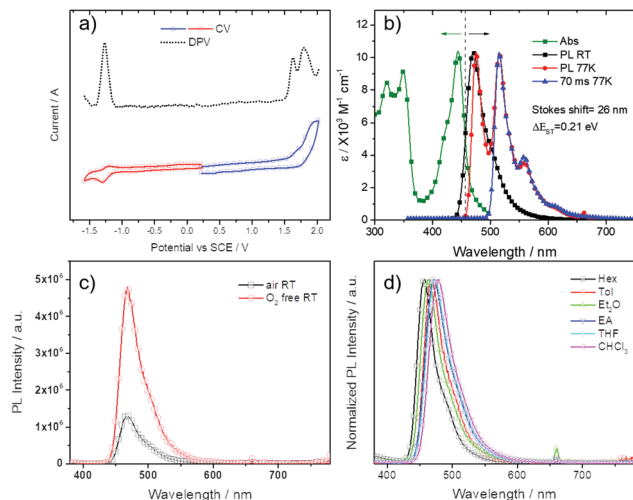 a)
CV
DPV
Current / A
-1.5 -1.0 -0.5 0.0 0.5 1.0 1.5 2.0
Potential vs SCE / V
b)
Abs
PL RT
PL 77K
70 ms 77K
Stokes shift= 26 nm
ΔE_ST=0.21 eV
ε / X10³ M⁻¹ cm⁻¹
12
10
8
6
4
2
0
300 400 500 600 700
Wavelength / nm
c)
air RT
O₂ free RT
PL Intensity / a.u.
5x10⁶
4x10⁶
3x10⁶
2x10⁶
1x10⁶
0
400 500 600 700
Wavelength / nm
d)
Hex
Tol
Et₂O
EA
THF
CHCl₃
Normalized PL Intensity / a.u.
400 500 600 700
Wavelength / nm